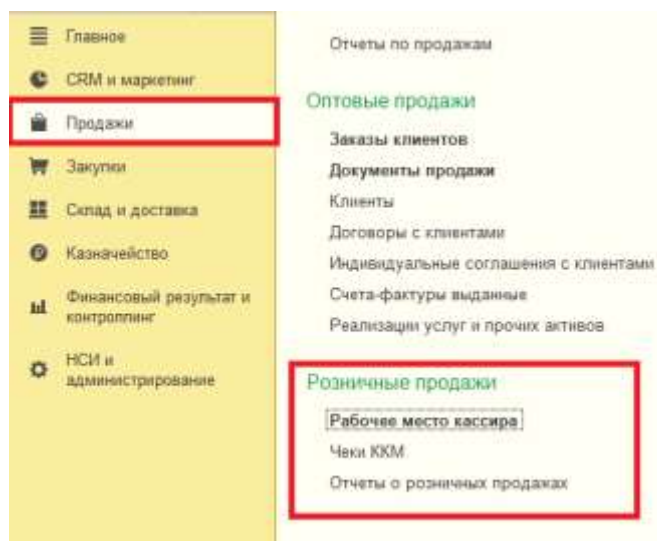 Главное
CRM и маркетинг
Продажи
Закупки
Склад и доставка
Казначейство
Финансовый результат и
контроллинг
НСИ и
администрирование
Отчеты по продажам
Оптовые продажи
Заказы клиентов
Документы продажи
Клиенты
Договоры с клиентами
Индивидуальные соглашения с клиентами
Счета-фактуры выданные
Реализации услуг и прочих активов
Розничные продажи
Рабочее место кассира
Чеки ККМ
Отчеты о розничных продажах